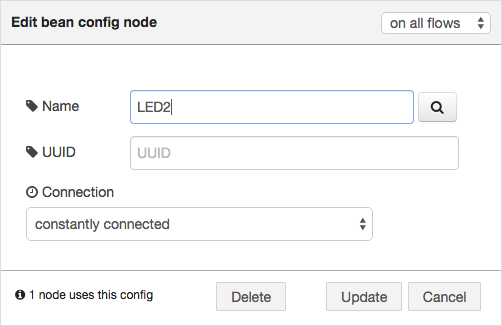 Edit bean config node on all flows
Name LED2
UUID UUID
Connection
constantly connected
1 node uses this config Delete Update Cancel